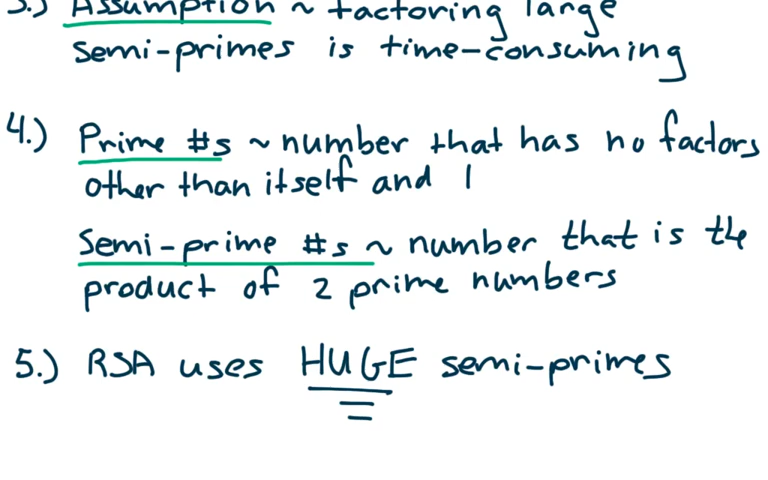 3.) Assumption ~ factoring large
semi-primes is time-consuming
4.) Prime #s ~ number that has no factors
other than itself and 1
Semi-prime #s ~ number that is the
product of 2 prime numbers
5.) RSA uses HUGE semi-primes